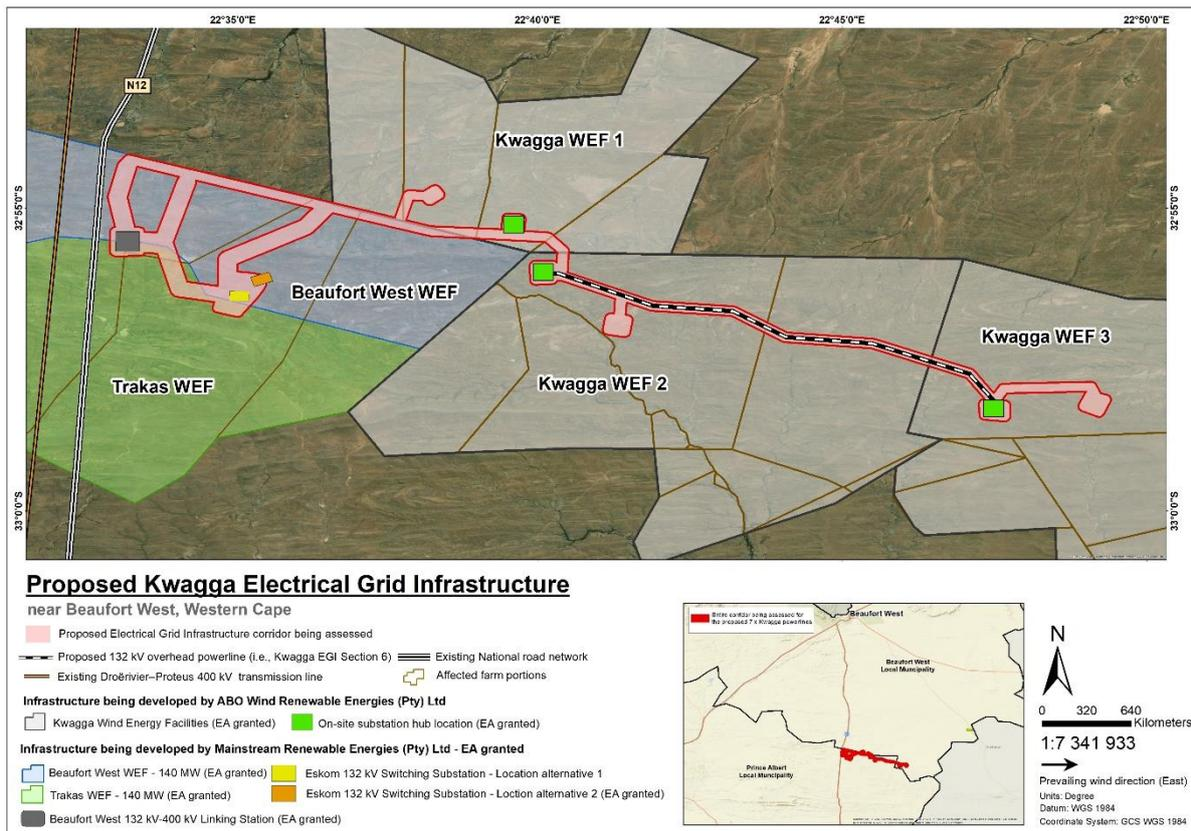 22°35'0"E 22°40'0"E 22°45'0"E 22°50'0"E
N12
Kwagga WEF 1
32°55'0"S 32°55'0"S
Beaufort West WEF
Kwagga WEF 3
Trakas WEF
Kwagga WEF 2
33°0'0"S 33°0'0"S
Proposed Kwagga Electrical Grid Infrastructure
near Beaufort West, Western Cape
Proposed Electrical Grid Infrastructure corridor being assessed
Proposed 132 kV overhead powerline (i.e., Kwagga EGI Section 6)
Existing National road network
Existing Droërivier–Proteus 400 kV transmission line
Affected farm portions
Infrastructure being developed by ABO Wind Renewable Energies (Pty) Ltd
Kwagga Wind Energy Facilities (EA granted)
On-site substation hub location (EA granted)
Infrastructure being developed by Mainstream Renewable Energies (Pty) Ltd - EA granted
Beaufort West WEF - 140 MW (EA granted)
Eskom 132 kV Switching Substation - Location alternative 1
Trakas WEF - 140 MW (EA granted)
Eskom 132 kV Switching Substation - Loction alternative 2 (EA granted)
Beaufort West 132 kV-400 kV Linking Station (EA granted)
Entire corridor being assessed for
the proposed 7 x Kwagga powerlines
Beaufort West
Beaufort West
Local Municipality
Prince Albert
Local Municipality
N
0 320 640
Kilometers
1:7 341 933
Prevailing wind direction (East)
Units: Degree
Datum: WGS 1984
Coordinate System: GCS WGS 1984